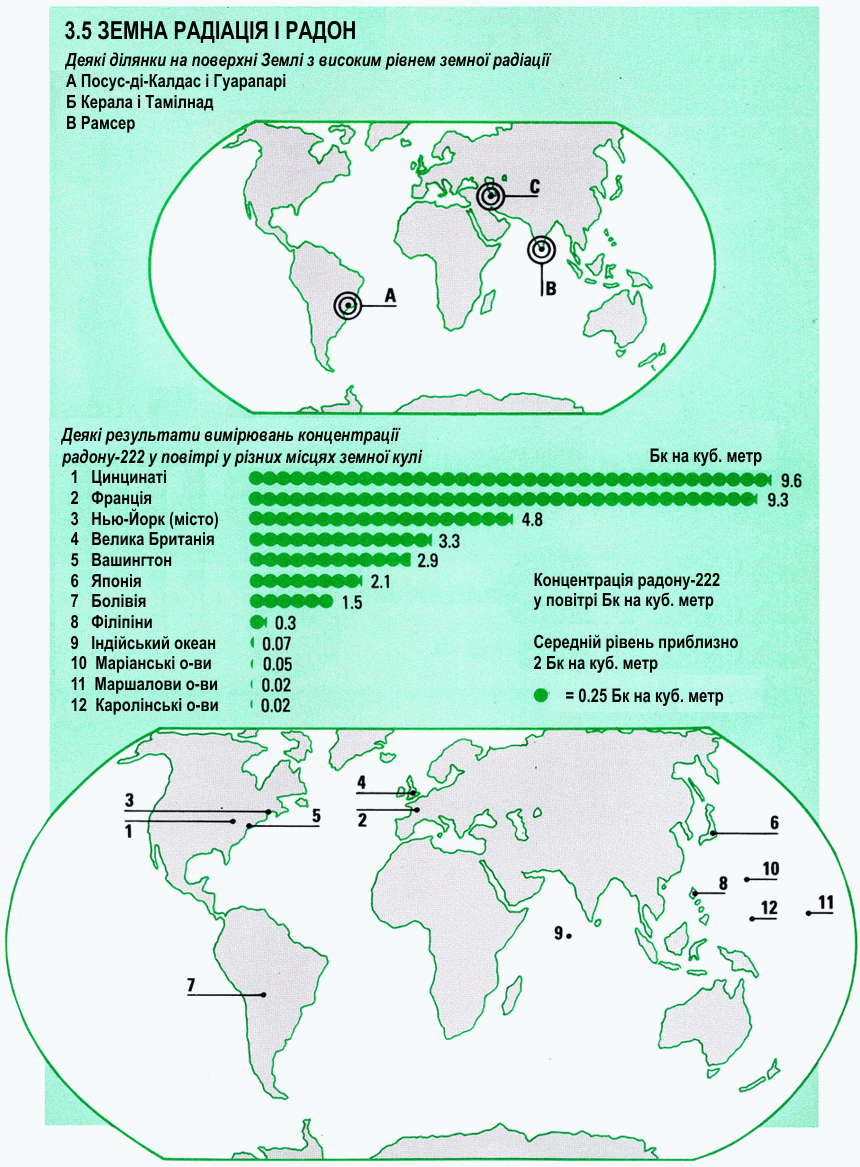 3.5 ЗЕМНА РАДІАЦІЯ І РАДОН
Деякі ділянки на поверхні Землі з високим рівнем земної радіації
А Посус-ді-Калдас і Гуарапарі
Б Керала і Тамілнад
В Рамсер
C
B
A
Деякі результати вимірювань концентрації
радону-222 у повітрі у різних місцях земної кулі
Бк на куб. метр
1 Цинцинаті 9.6
2 Франція 9.3
3 Нью-Йорк (місто) 4.8
4 Велика Британія 3.3
5 Вашингтон 2.9
6 Японія 2.1
7 Болівія 1.5
8 Філіпіни 0.3
9 Індійський океан 0.07
10 Маріанські о-ви 0.05
11 Маршалови о-ви 0.02
12 Каролінські о-ви 0.02
Концентрація радону-222
у повітрі Бк на куб. метр
Середній рівень приблизно
2 Бк на куб. метр
= 0.25 Бк на куб. метр
4
3
5
2
1
6
10
8
11
12
9
7